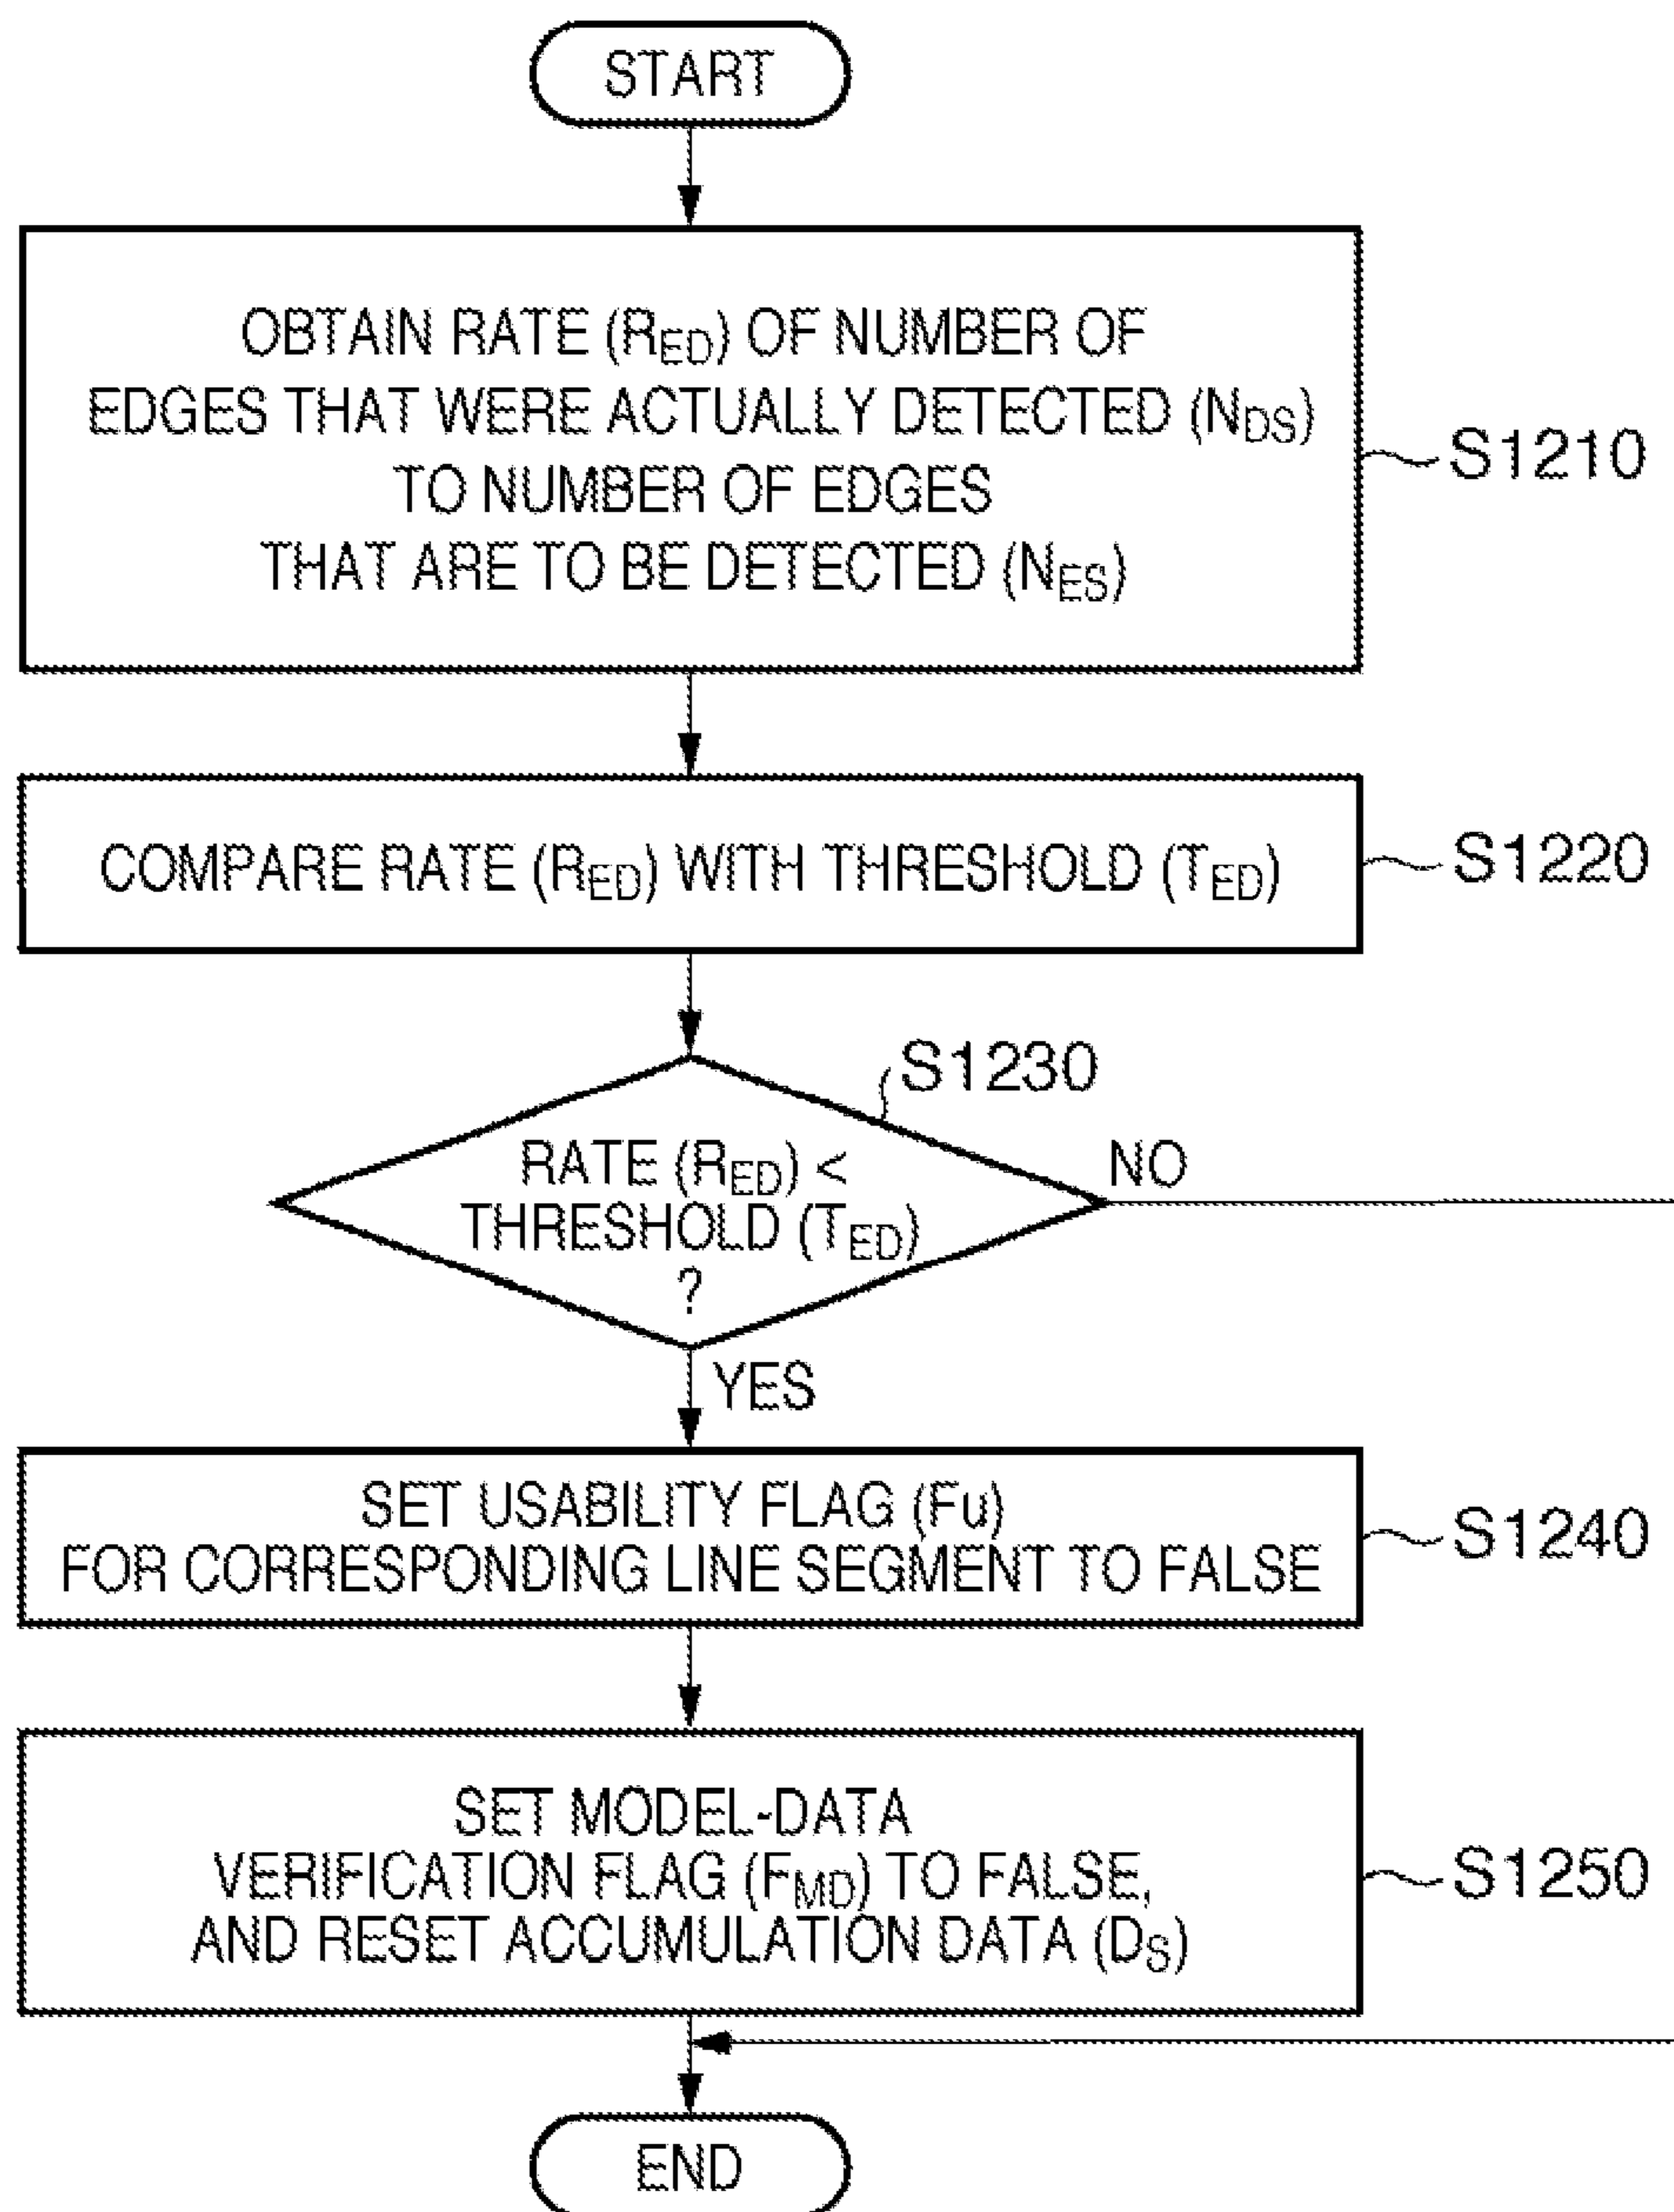 START
OBTAIN RATE (RED) OF NUMBER OF
EDGES THAT WERE ACTUALLY DETECTED (NDS)
TO NUMBER OF EDGES
THAT ARE TO BE DETECTED (NES)
S1210
COMPARE RATE (RED) WITH THRESHOLD (TED)
S1220
S1230
RATE (RED) <
THRESHOLD (TED)
?
NO
YES
SET USABILITY FLAG (Fu)
FOR CORRESPONDING LINE SEGMENT TO FALSE
S1240
SET MODEL-DATA
VERIFICATION FLAG (FMD) TO FALSE,
AND RESET ACCUMULATION DATA (DS)
S1250
END